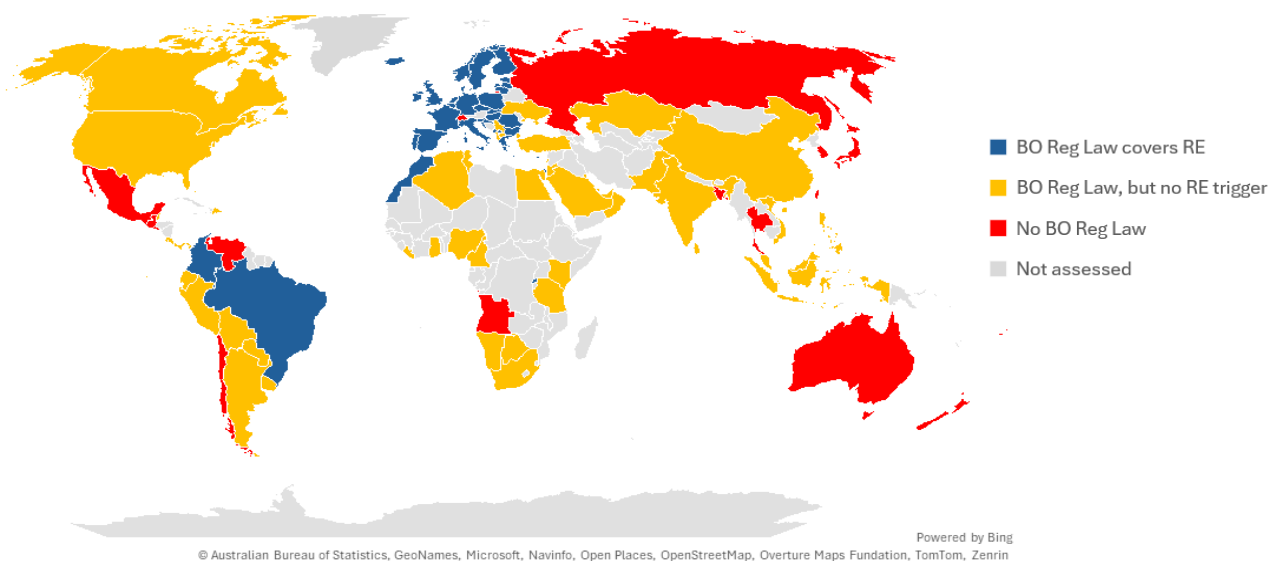 BO Reg Law covers RE
BO Reg Law, but no RE trigger
No BO Reg Law
Not assessed
Powered by Bing
© Australian Bureau of Statistics, GeoNames, Microsoft, Navinfo, Open Places, OpenStreetMap, Overture Maps Fundation, TomTom, Zenrin